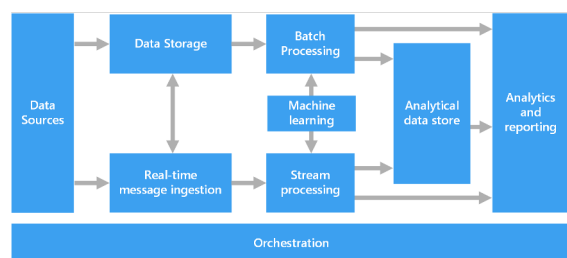 Data
Sources
Data Storage
Real-time
message ingestion
Batch
Processing
Machine
learning
Stream
processing
Analytical
data store
Analytics
and
reporting
Orchestration